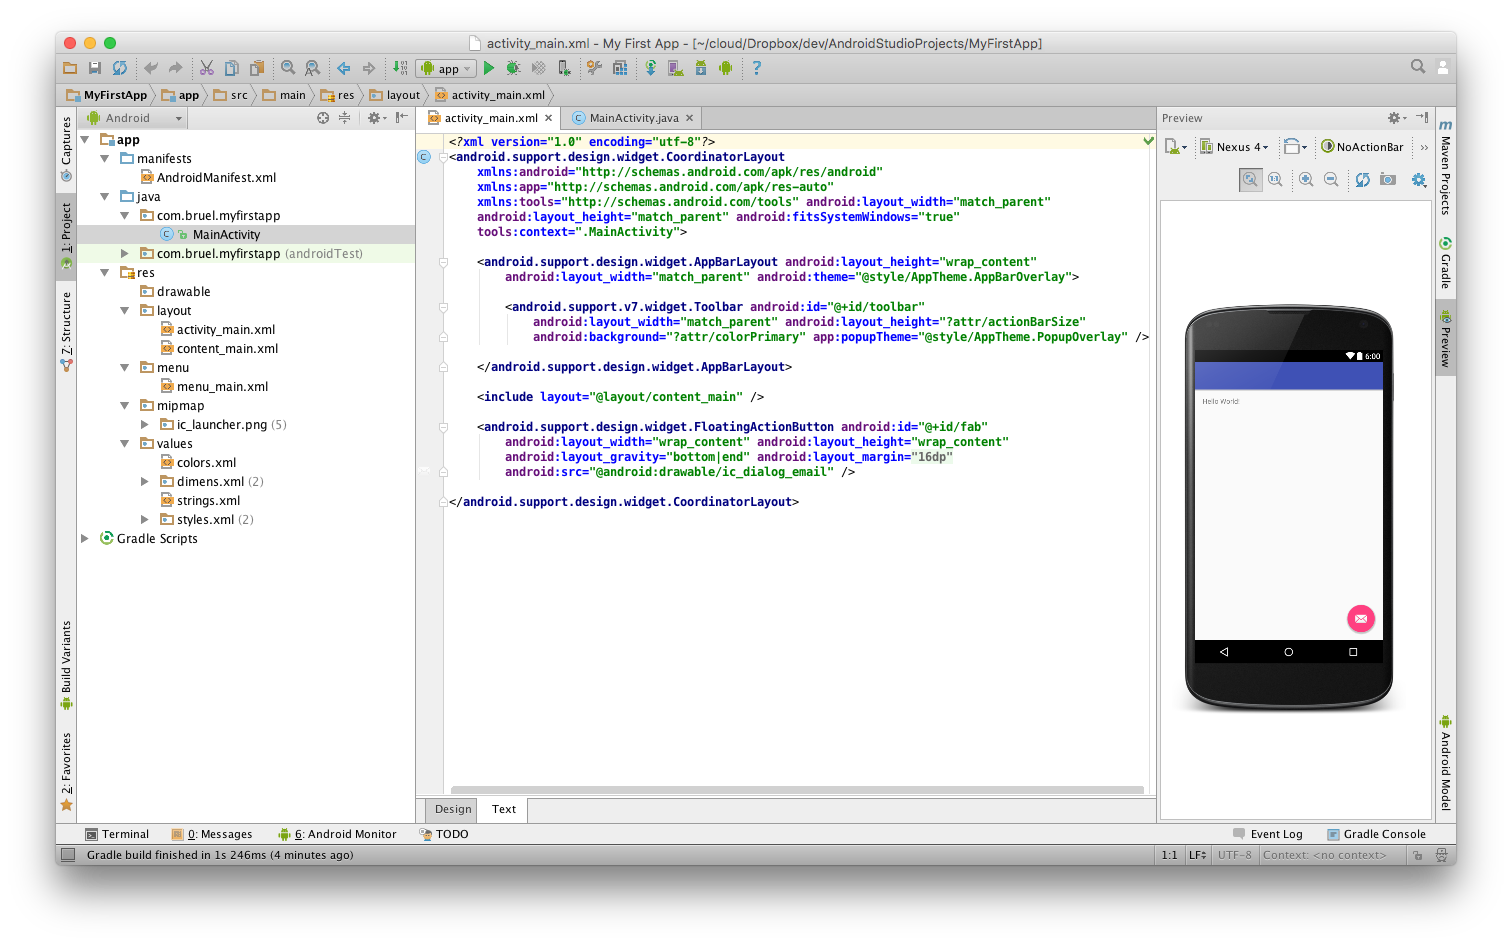 activity_main.xml - My First App - [~/cloud/Dropbox/dev/AndroidStudioProjects/MyFirstApp]
app
MyFirstApp app src main res layout activity_main.xml
Captures
1: Project
Z: Structure
Build Variants
2: Favorites
Android
app
manifests
AndroidManifest.xml
java
com.bruel.myfirstapp
MainActivity
com.bruel.myfirstapp (androidTest)
res
drawable
layout
activity_main.xml
content_main.xml
menu
menu_main.xml
mipmap
ic_launcher.png (5)
values
colors.xml
dimens.xml (2)
strings.xml
styles.xml (2)
Gradle Scripts
activity_main.xml MainActivity.java
<?xml version="1.0" encoding="utf-8"?>
<android.support.design.widget.CoordinatorLayout
xmlns:android="http://schemas.android.com/apk/res/android"
xmlns:app="http://schemas.android.com/apk/res-auto"
xmlns:tools="http://schemas.android.com/tools" android:layout_width="match_parent"
android:layout_height="match_parent" android:fitsSystemWindows="true"
tools:context=".MainActivity">
<android.support.design.widget.AppBarLayout android:layout_height="wrap_content"
android:layout_width="match_parent" android:theme="@style/AppTheme.AppBarOverlay">
<android.support.v7.widget.Toolbar android:id="@+id/toolbar"
android:layout_width="match_parent" android:layout_height="?attr/actionBarSize"
android:background="?attr/colorPrimary" app:popupTheme="@style/AppTheme.PopupOverlay" />
</android.support.design.widget.AppBarLayout>
<include layout="@layout/content_main" />
<android.support.design.widget.FloatingActionButton android:id="@+id/fab"
android:layout_width="wrap_content" android:layout_height="wrap_content"
android:layout_gravity="bottom|end" android:layout_margin="16dp"
android:src="@android:drawable/ic_dialog_email" />
</android.support.design.widget.CoordinatorLayout>
Design Text
Preview
Nexus 4 NoActionBar
1:1
6:00
Hello World!
Maven Projects
Gradle
Preview
Android Model
Terminal 0: Messages 6: Android Monitor TODO Event Log Gradle Console
Gradle build finished in 1s 246ms (4 minutes ago) 1:1 LF UTF-8 Context: <no context>